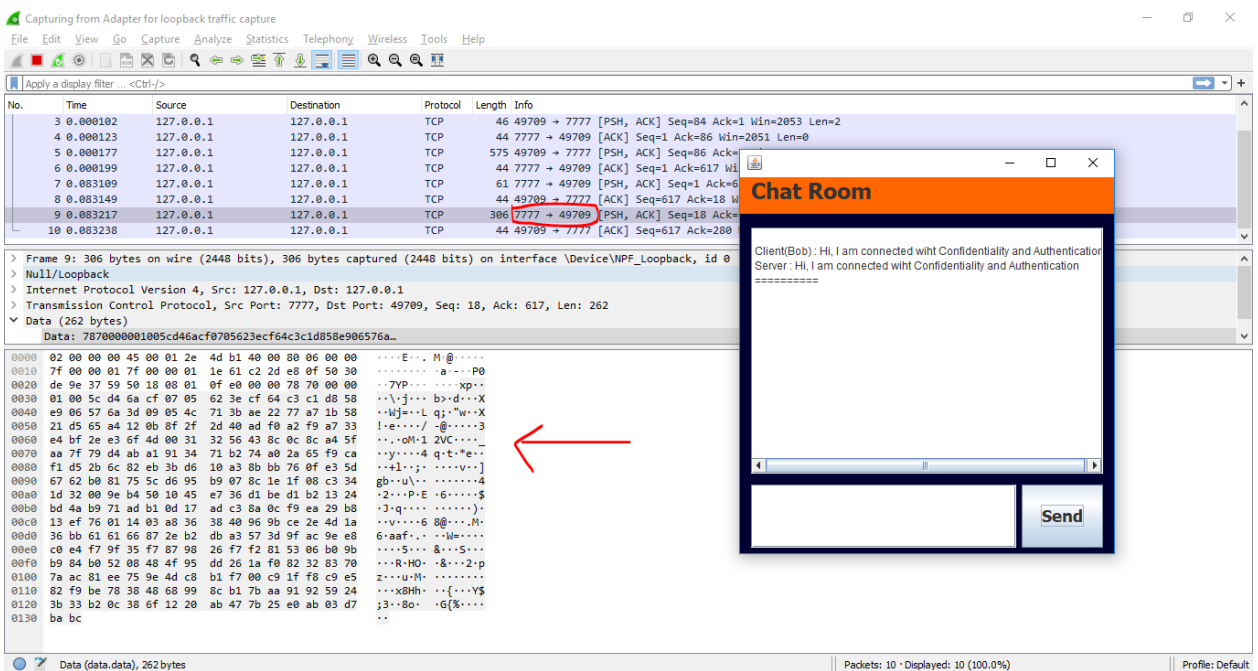 Capturing from Adapter for loopback traffic capture
File Edit View Go Capture Analyze Statistics Telephony Wireless Tools Help
Apply a display filter ... <Ctrl-/>
No. Time Source Destination Protocol Length Info
3 0.000102 127.0.0.1 127.0.0.1 TCP 46 49709 → 7777 [PSH, ACK] Seq=84 Ack=1 Win=2053 Len=2
4 0.000123 127.0.0.1 127.0.0.1 TCP 44 7777 → 49709 [ACK] Seq=1 Ack=86 Win=2051 Len=0
5 0.000177 127.0.0.1 127.0.0.1 TCP 575 49709 → 7777 [PSH, ACK] Seq=86 Ack=
6 0.000199 127.0.0.1 127.0.0.1 TCP 44 7777 → 49709 [ACK] Seq=1 Ack=617 Wi
7 0.083109 127.0.0.1 127.0.0.1 TCP 61 7777 → 49709 [PSH, ACK] Seq=1 Ack=6
8 0.083149 127.0.0.1 127.0.0.1 TCP 44 49709 → 7777 [ACK] Seq=617 Ack=18 W
9 0.083217 127.0.0.1 127.0.0.1 TCP 306 7777 → 49709 [PSH, ACK] Seq=18 Ack=
10 0.083238 127.0.0.1 127.0.0.1 TCP 44 49709 → 7777 [ACK] Seq=617 Ack=280
Frame 9: 306 bytes on wire (2448 bits), 306 bytes captured (2448 bits) on interface \Device\NPF_Loopback, id 0
Null/Loopback
Internet Protocol Version 4, Src: 127.0.0.1, Dst: 127.0.0.1
Transmission Control Protocol, Src Port: 7777, Dst Port: 49709, Seq: 18, Ack: 617, Len: 262
Data (262 bytes)
Data: 7870000001005cd46acf0705623ecf64c3c1d858e906576a…
0000 02 00 00 00 45 00 01 2e 4d b1 40 00 80 06 00 00 ····E··. M·@·····
0010 7f 00 00 01 7f 00 00 01 1e 61 c2 2d e8 0f 50 30 ········ ·a·-··P0
0020 de 9e 37 59 50 18 08 01 0f e0 00 00 78 70 00 00 ··7YP··· ····xp··
0030 01 00 5c d4 6a cf 07 05 62 3e cf 64 c3 c1 d8 58 ··\·j··· b>·d···X
0040 e9 06 57 6a 3d 09 05 4c 71 3b ae 22 77 a7 1b 58 ··Wj=··L q;·"w··X
0050 21 d5 65 a4 12 0b 8f 2f 2d 40 ad f0 a2 f9 a7 33 !·e····/ -@·····3
0060 e4 bf 2e e3 6f 4d 00 31 32 56 43 8c 0c 8c a4 5f ··.·oM·1 2VC····_
0070 aa 7f 79 d4 ab a1 91 34 71 b2 74 a0 2a 65 f9 ca ··y····4 q·t·*e··
0080 f1 d5 2b 6c 82 eb 3b d6 10 a3 8b bb 76 0f e3 5d ··+l··;· ····v··]
0090 67 62 b0 81 75 5c d6 95 b9 07 8c 1e 1f 08 c3 34 gb··u\·· ·······4
00a0 1d 32 00 9e b4 50 10 45 e7 36 d1 be d1 b2 13 24 ·2···P·E ·6·····$
00b0 bd 4a b9 71 ad b1 0d 17 ad c3 8a 0c f9 ea 29 b8 ·J·q···· ······)·
00c0 13 ef 76 01 14 03 a8 36 38 40 96 9b ce 2e 4d 1a ··v····6 8@···.M·
00d0 36 bb 61 61 66 87 2e b2 db a3 57 3d 9f ac 9e e8 6·aaf·.· ··W=····
00e0 c0 e4 f7 9f 35 f7 87 98 26 f7 f2 81 53 06 b0 9b ····5··· &···S···
00f0 b9 84 b0 52 08 48 4f 95 dd 26 1a f0 82 32 83 70 ···R·HO· ·&···2·p
0100 7a ac 81 ee 75 9e 4d c8 b1 f7 00 c9 1f f8 c9 e5 z···u·M· ········
0110 82 f9 be 78 38 48 68 99 8c b1 7b aa 91 92 59 24 ···x8Hh· ··{···Y$
0120 3b 33 b2 0c 38 6f 12 20 ab 47 7b 25 e0 ab 03 d7 ;3··8o· ·G{%····
0130 ba bc ··
Chat Room
Client(Bob) : Hi, I am connected wiht Confidentiality and Authentication
Server : Hi, I am connected wiht Confidentiality and Authentication
==========
Send
Data (data.data), 262 bytes
Packets: 10 · Displayed: 10 (100.0%)
Profile: Default